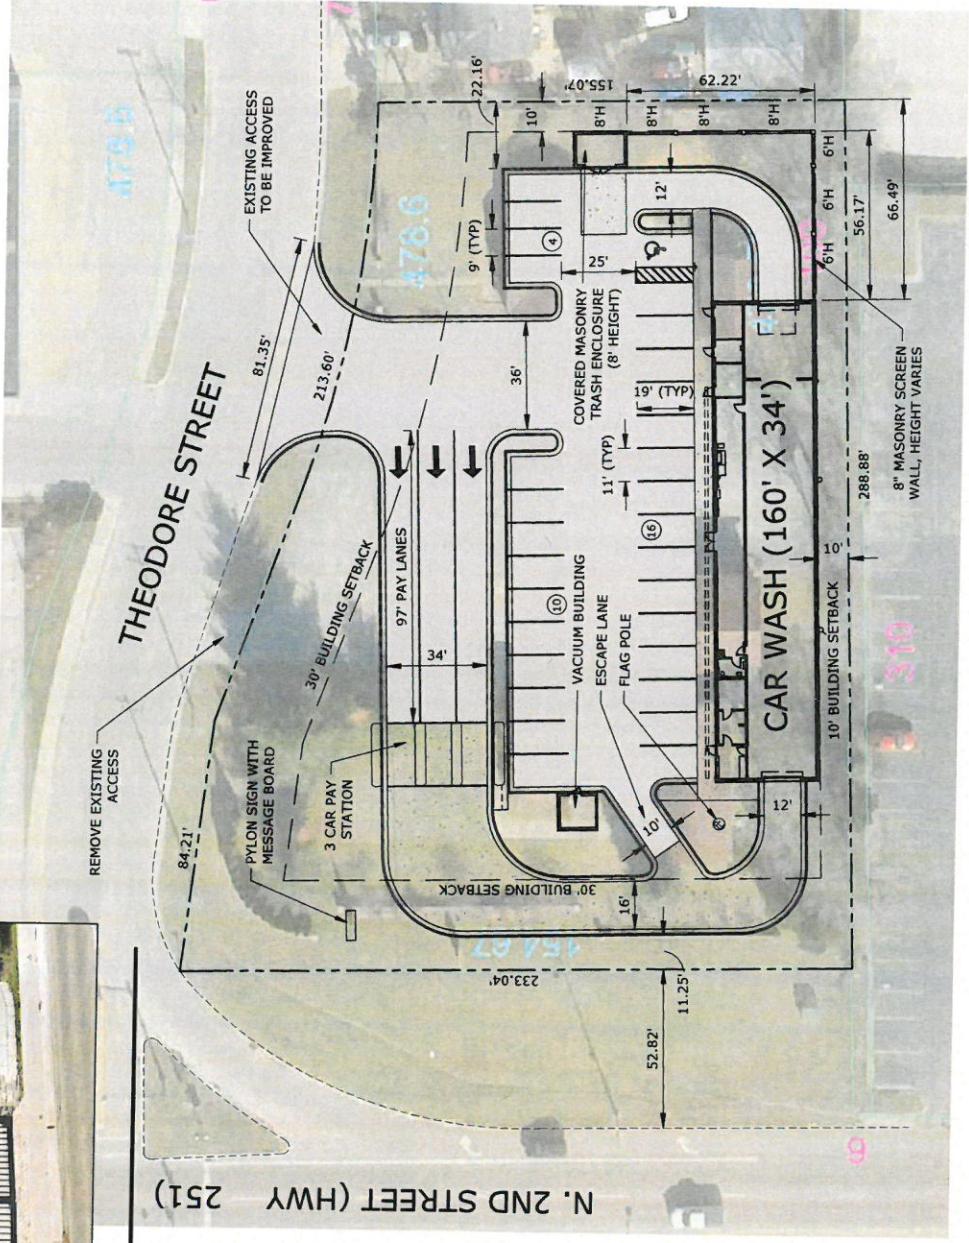 478.6
478.6
THEODORE STREET
EXISTING ACCESS
TO BE IMPROVED
81.35'
213.60'
22.16'
10'
155.07'
62.22'
8'H
8'H
8'H
8'H
6'H
6'H
6'H
56.17'
66.49'
9' (TYP)
4
12'
25'
36'
COVERED MASONRY
TRASH ENCLOSURE
(8' HEIGHT)
19' (TYP)
11' (TYP)
16
10
REMOVE EXISTING
ACCESS
97' PAY LANES
30' BUILDING SETBACK
34'
84.21'
PYLON SIGN WITH
MESSAGE BOARD
3 CAR PAY
STATION
VACUUM BUILDING
ESCAPE LANE
FLAG POLE
CAR WASH (160' X 34')
8" MASONRY SCREEN
WALL, HEIGHT VARIES
288.88'
10'
10' BUILDING SETBACK
310
12'
10'
30' BUILDING SETBACK
16'
154.67
233.04'
11.25'
52.82'
N. 2ND STREET (HWY 251)